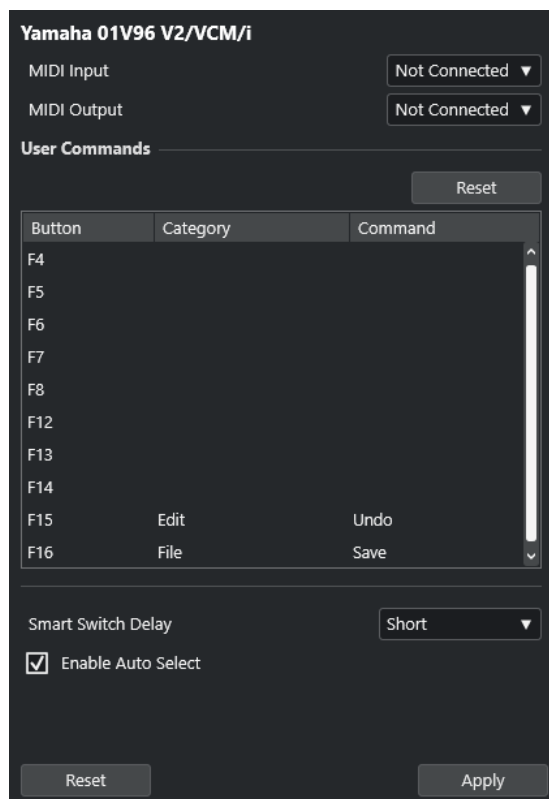 Yamaha 01V96 V2/VCM/i
MIDI Input Not Connected
MIDI Output Not Connected
User Commands
Reset
Button Category Command
F4
F5
F6
F7
F8
F12
F13
F14
F15 Edit Undo
F16 File Save
Smart Switch Delay Short
Enable Auto Select
Reset Apply